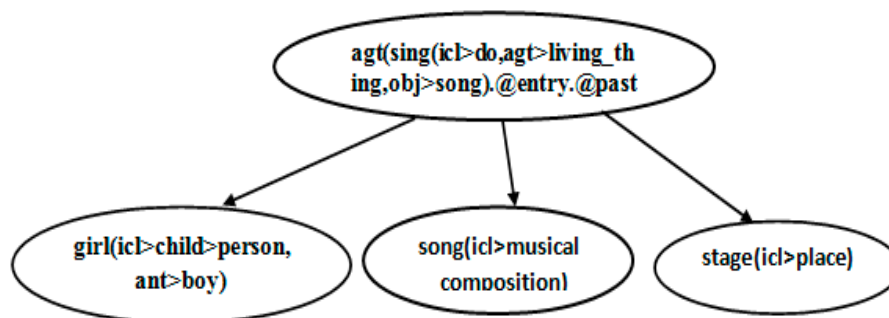 agt(sing(icl>do,agt>living_th
ing,obj>song).@entry.@past
girl(icl>child>person,
ant>boy)
song(icl>musical
composition)
stage(icl>place)